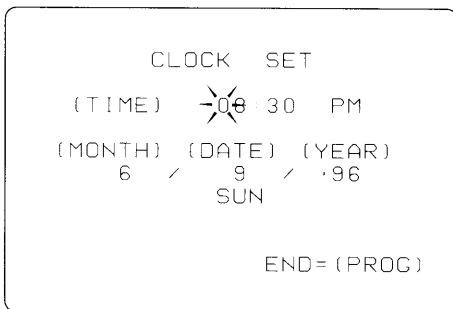 CLOCK SET
(TIME) 08:30 PM
(MONTH) (DATE) (YEAR)
6 / 9 / '96
SUN
END=(PROG)